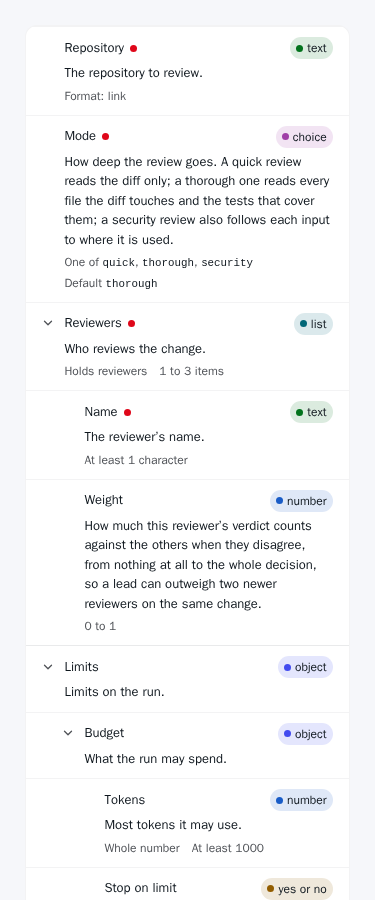 Repository
text
The repository to review.
Format: link
Mode
choice
How deep the review goes. A quick review
reads the diff only; a thorough one reads every
file the diff touches and the tests that cover
them; a security review also follows each input
to where it is used.
One of quick, thorough, security
Default thorough
Reviewers
list
Who reviews the change.
Holds reviewers 1 to 3 items
Name
text
The reviewer’s name.
At least 1 character
Weight
number
How much this reviewer’s verdict counts
against the others when they disagree,
from nothing at all to the whole decision,
so a lead can outweigh two newer
reviewers on the same change.
0 to 1
Limits
object
Limits on the run.
Budget
object
What the run may spend.
Tokens
number
Most tokens it may use.
Whole number At least 1000
Stop on limit
yes or no